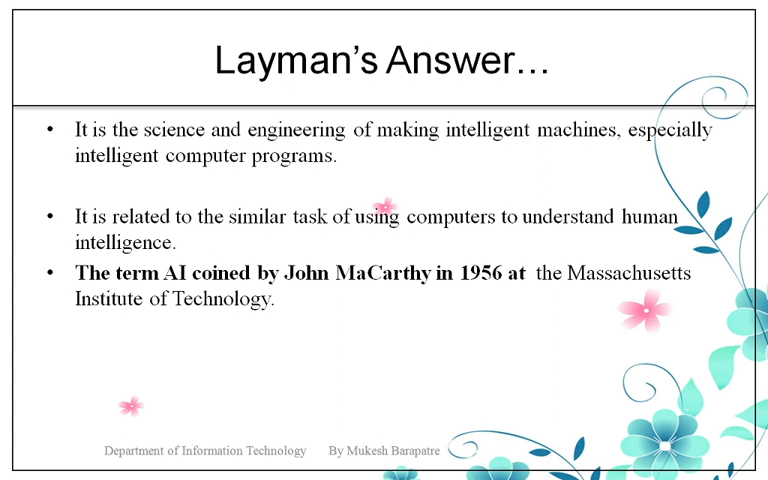 Layman’s Answer…
• It is the science and engineering of making intelligent machines, especially
intelligent computer programs.
• It is related to the similar task of using computers to understand human
intelligence.
• The term AI coined by John MaCarthy in 1956 at the Massachusetts
Institute of Technology.
Department of Information Technology By Mukesh Barapatre